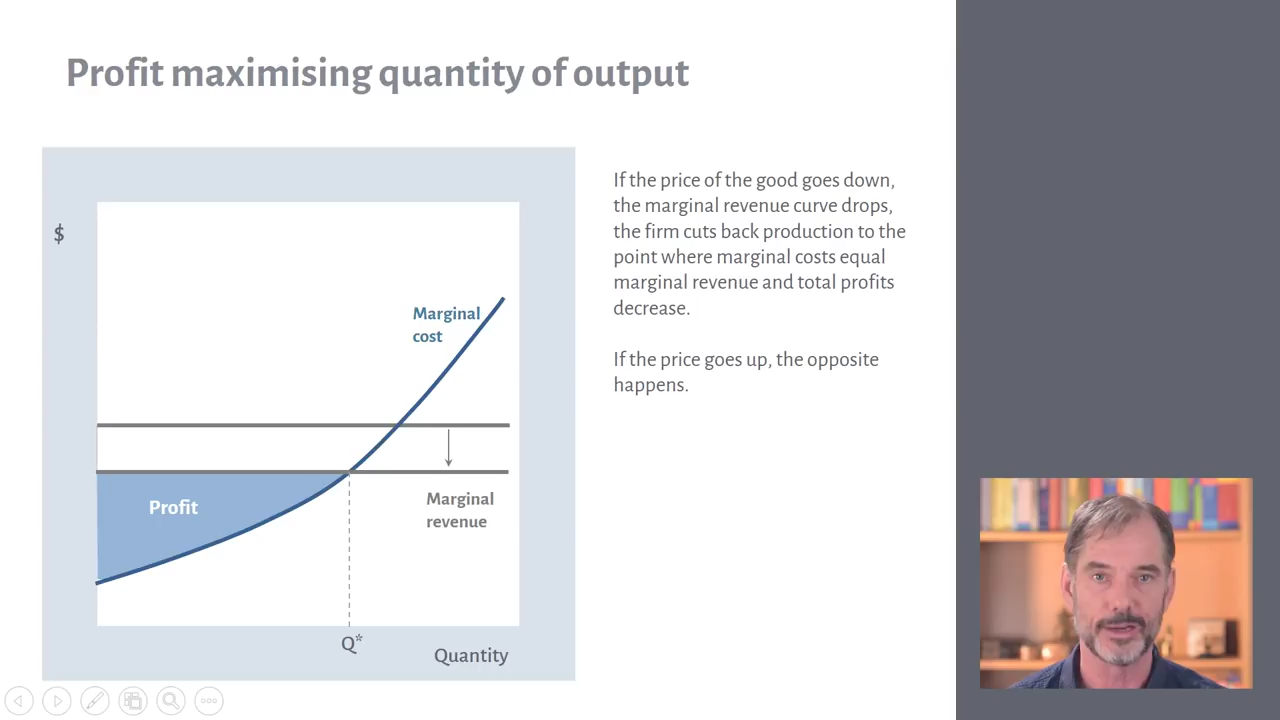 Profit maximising quantity of output
$
Marginal
cost
Profit
Marginal
revenue
Q*
Quantity
If the price of the good goes down,
the marginal revenue curve drops,
the firm cuts back production to the
point where marginal costs equal
marginal revenue and total profits
decrease.
If the price goes up, the opposite
happens.